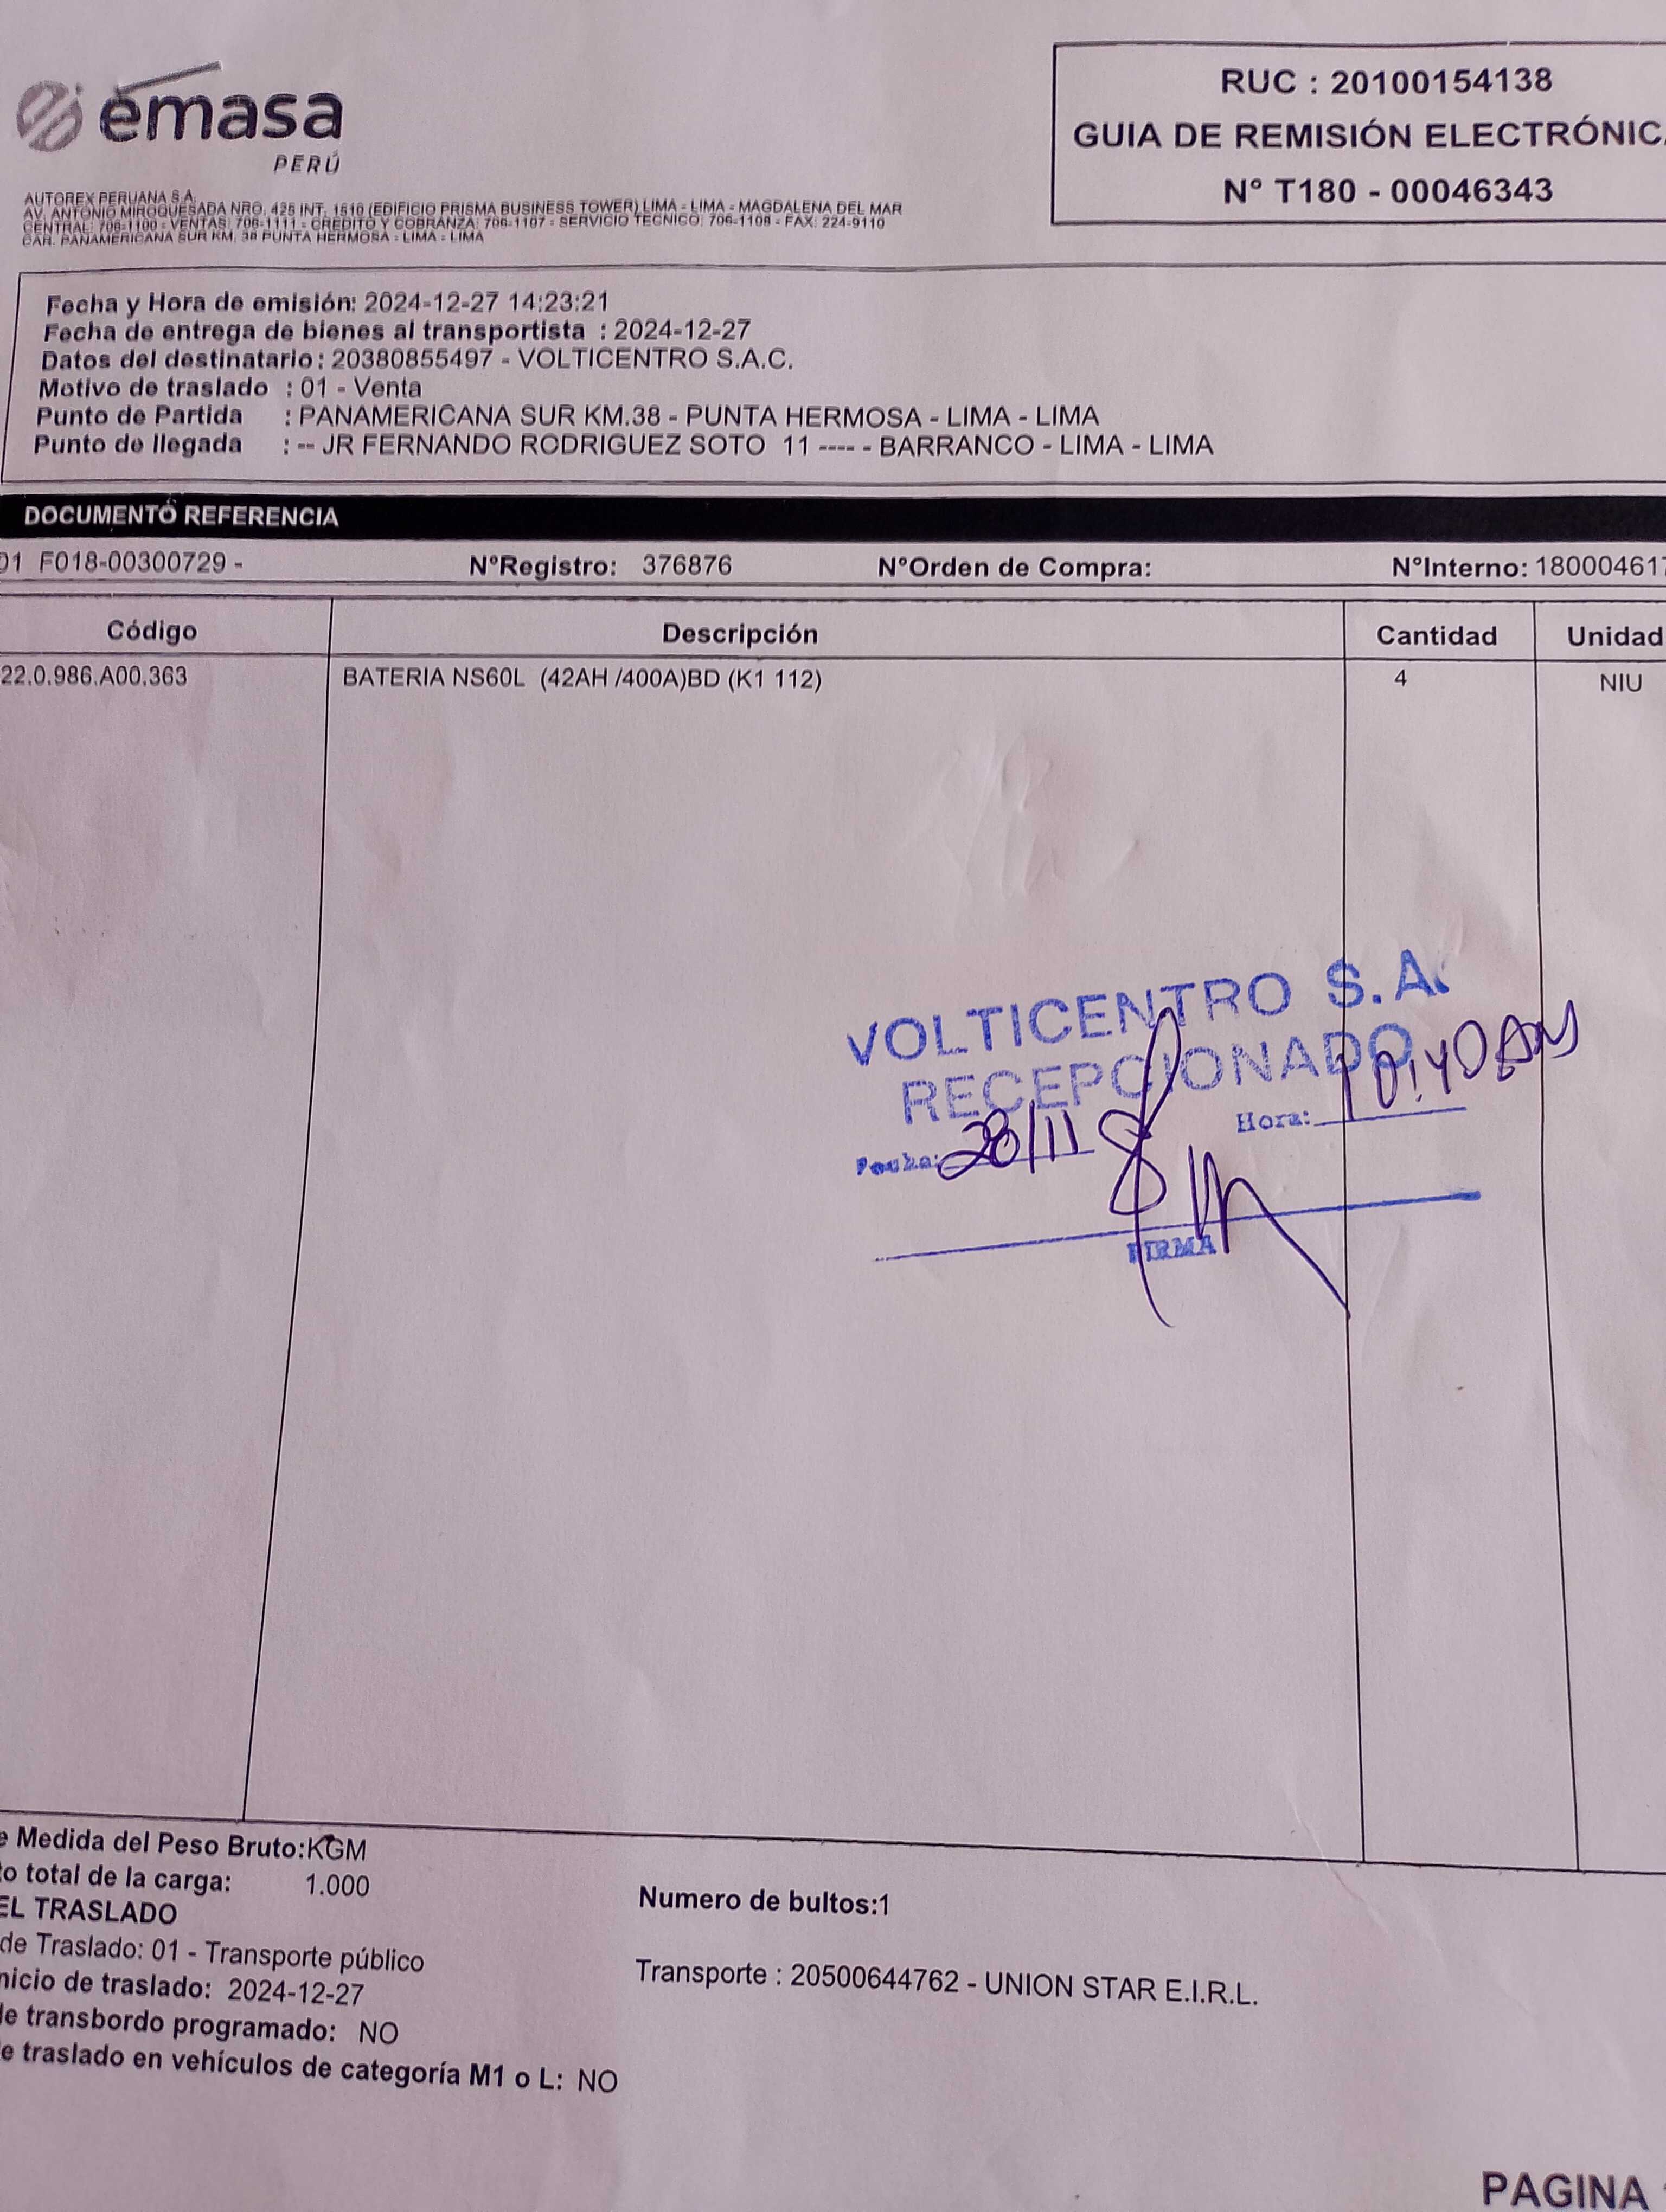 emasa
PERÚ
AUTOREX PERUANA S.A.
AV. ANTONIO MIROQUESADA NRO. 425 INT. 1510 (EDIFICIO PRISMA BUSINESS TOWER) LIMA - LIMA - MAGDALENA DEL MAR
CENTRAL: 706-1100 - VENTAS: 706-1111 - CREDITO Y COBRANZA: 706-1107 - SERVICIO TECNICO: 706-1108 - FAX: 224-9110
CAR. PANAMERICANA SUR KM. 38 PUNTA HERMOSA - LIMA - LIMA
RUC : 20100154138
GUIA DE REMISIÓN ELECTRÓNIC
N° T180 - 00046343
Fecha y Hora de emisión: 2024-12-27 14:23:21
Fecha de entrega de bienes al transportista : 2024-12-27
Datos del destinatario: 20380855497 - VOLTICENTRO S.A.C.
Motivo de traslado : 01 - Venta
Punto de Partida : PANAMERICANA SUR KM.38 - PUNTA HERMOSA - LIMA - LIMA
Punto de llegada : -- JR FERNANDO RODRIGUEZ SOTO 11 ---- - BARRANCO - LIMA - LIMA
DOCUMENTO REFERENCIA
01 F018-00300729 - N°Registro: 376876 N°Orden de Compra: N°Interno: 180004617
Código Descripción Cantidad Unidad
22.0.986.A00.363 BATERIA NS60L (42AH /400A)BD (K1 112) 4 NIU
VOLTICENTRO S.A.
RECEPCIONADO
Fecha: 28/11 Hora: 10:40
FIRMA
e Medida del Peso Bruto:KGM
o total de la carga: 1.000
Numero de bultos:1
EL TRASLADO
de Traslado: 01 - Transporte público
Transporte : 20500644762 - UNION STAR E.I.R.L.
nicio de traslado: 2024-12-27
le transbordo programado: NO
e traslado en vehículos de categoría M1 o L: NO
PAGINA